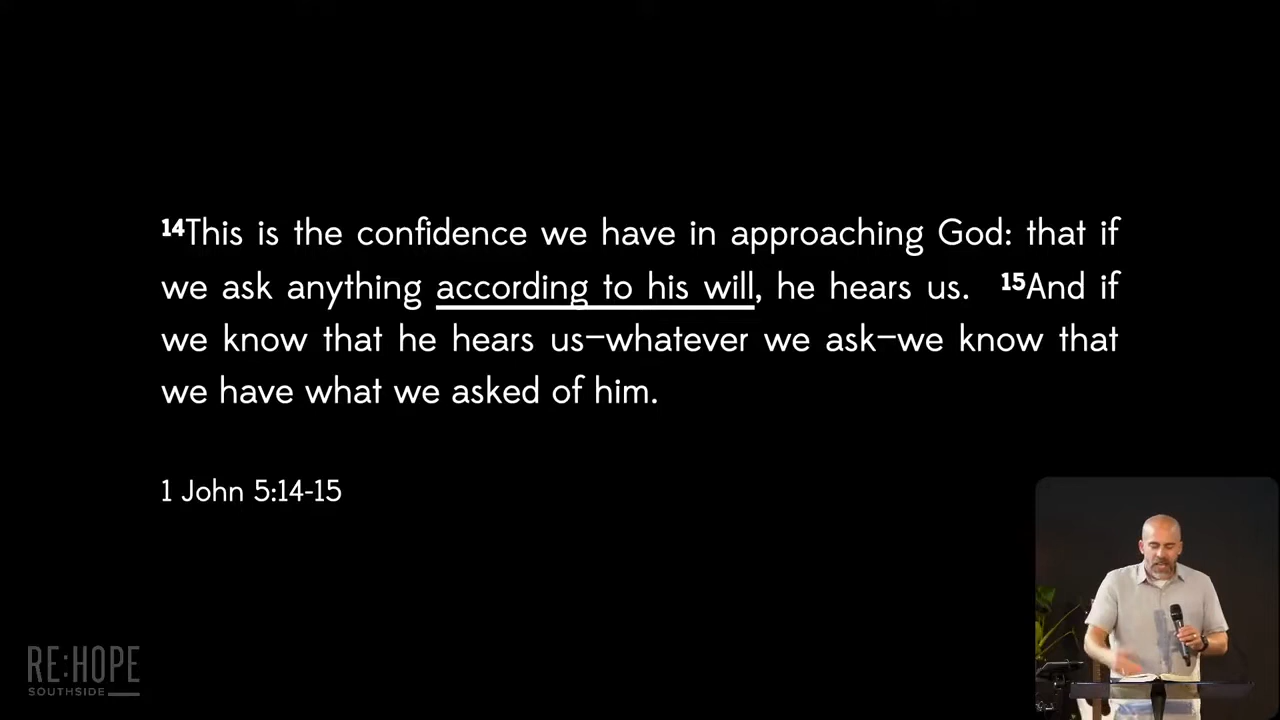 14This is the confidence we have in approaching God: that if
we ask anything according to his will, he hears us. 15And if
we know that he hears us—whatever we ask—we know that
we have what we asked of him.
1 John 5:14-15
RE:HOPE
SOUTHSIDE